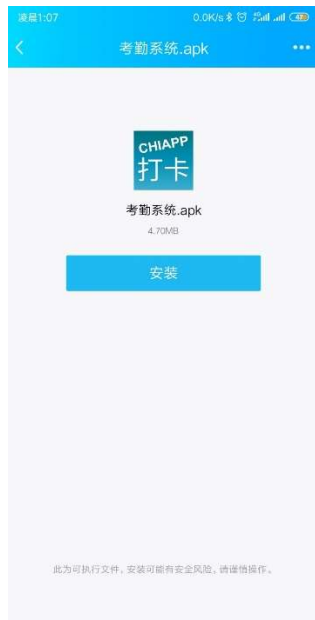 凌晨1:07 0.0K/s
考勤系统.apk
CHIAPP
打卡
考勤系统.apk
4.70MB
安装
此为可执行文件，安装可能有安全风险，请谨慎操作。